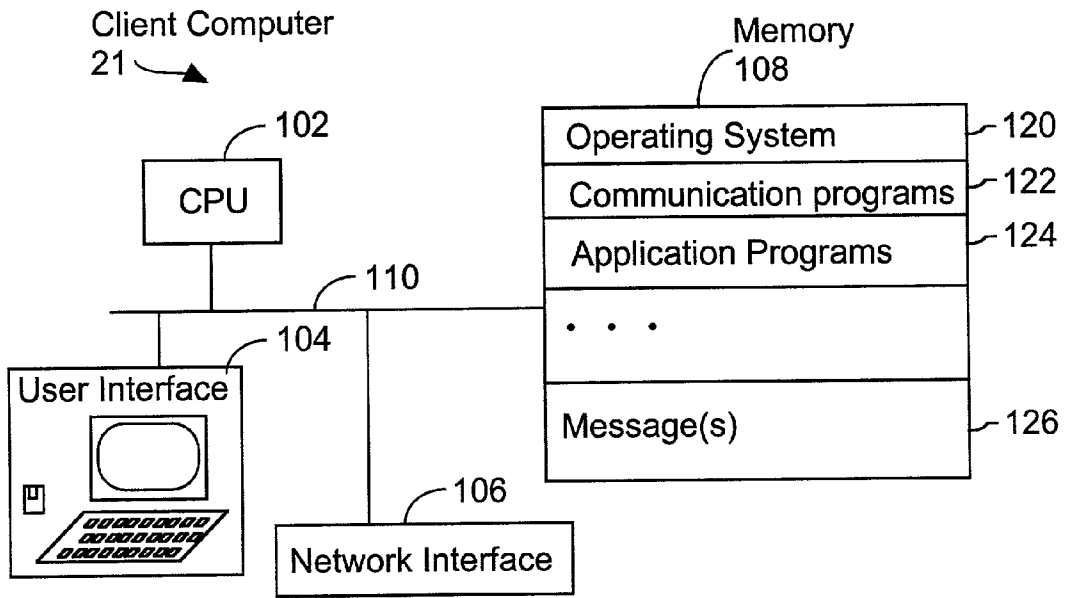 Client Computer
21
Memory
108
102
CPU
Operating System
120
Communication programs
122
Application Programs
124
110
. . .
104
User Interface
Message(s)
126
106
Network Interface